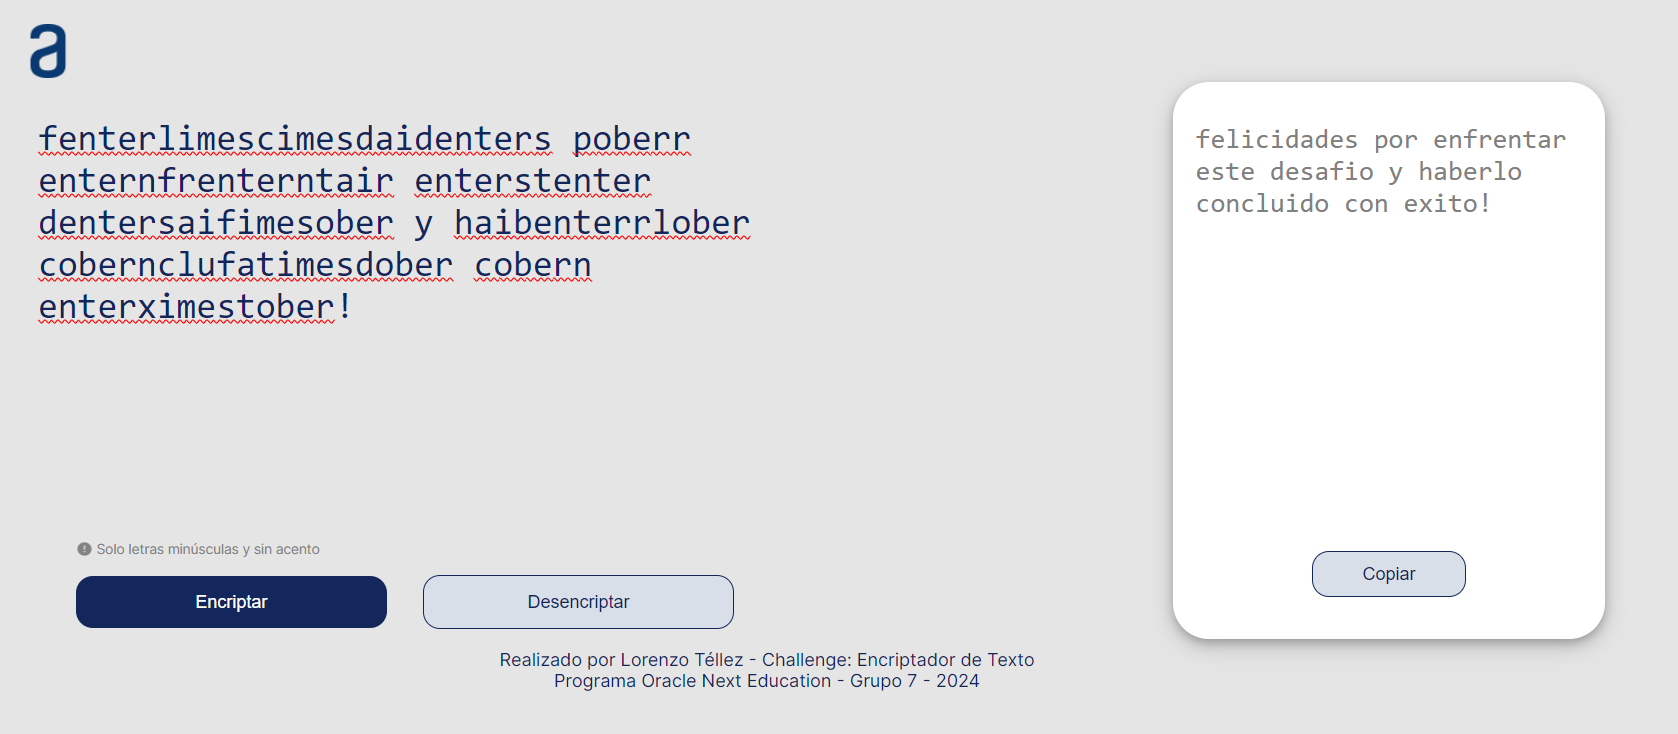 a
fenterlimescimesdaidenters poberr
enternfrenterntair enterstenter
dentersaifimesober y haibenterrlober
coberncluf​atimesdober cobern
enterximestober!
Solo letras minúsculas y sin acento
Encriptar
Desencriptar
felicidades por enfrentar
este desafio y haberlo
concluido con exito!
Copiar
Realizado por Lorenzo Téllez - Challenge: Encriptador de Texto
Programa Oracle Next Education - Grupo 7 - 2024